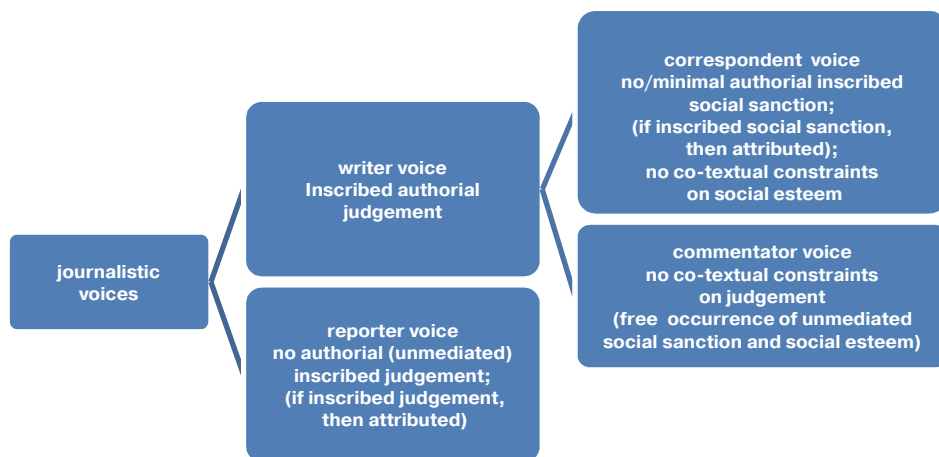 journalistic
voices
writer voice
Inscribed authorial
judgement
reporter voice
no authorial (unmediated)
inscribed judgement;
(if inscribed judgement,
then attributed)
correspondent voice
no/minimal authorial inscribed
social sanction;
(if inscribed social sanction,
then attributed);
no co-textual constraints
on social esteem
commentator voice
no co-textual constraints
on judgement
(free occurrence of unmediated
social sanction and social esteem)